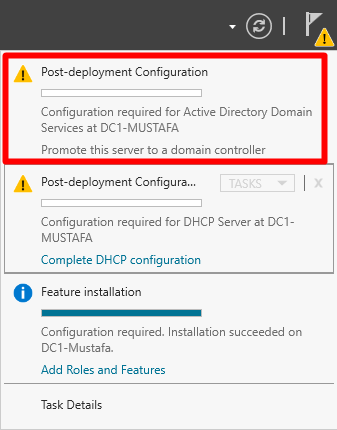 Post-deployment Configuration
Configuration required for Active Directory Domain
Services at DC1-MUSTAFA
Promote this server to a domain controller
Post-deployment Configura... TASKS X
Configuration required for DHCP Server at DC1-
MUSTAFA
Complete DHCP configuration
Feature installation
Configuration required. Installation succeeded on
DC1-Mustafa.
Add Roles and Features
Task Details